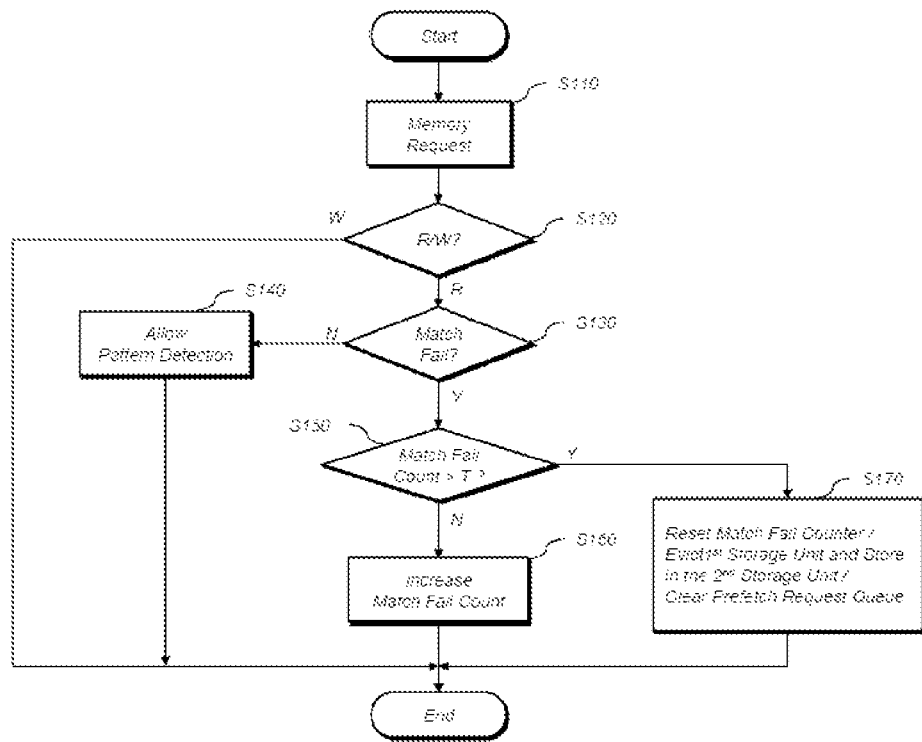 Start
S110
Memory
Request
W
S120
R/W?
R
S140
Allow
Pattern Detection
N
S130
Match
Fail?
Y
S150
Match Fail
Count > T ?
Y
N
S170
Reset Match Fail Counter /
Evict 1st Storage Unit and Store
in the 2nd Storage Unit /
Clear Prefetch Request Queue
S160
Increase
Match Fail Count
End